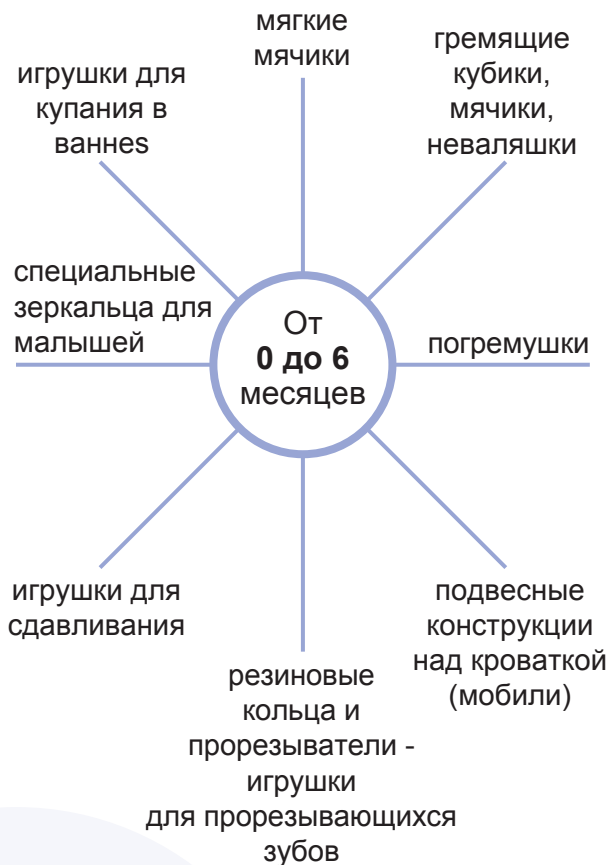 мягкие
мячики
гремящие
кубики,
мячики,
неваляшки
игрушки для
купания в
ваннеs
специальные
зеркальца для
малышей
От
0 до 6
месяцев
погремушки
игрушки для
сдавливания
подвесные
конструкции
над кроваткой
(мобили)
резиновые
кольца и
прорезыватели -
игрушки
для прорезывающихся
зубов